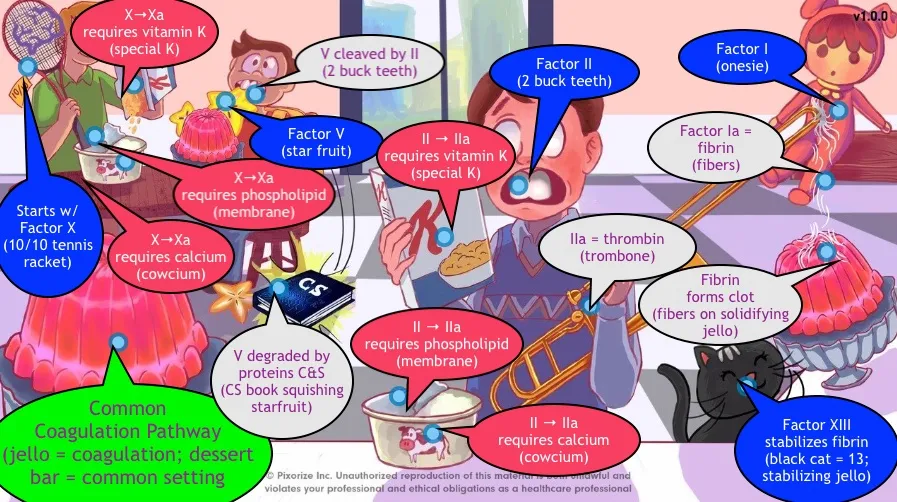 v1.0.0
X→Xa
requires vitamin K
(special K)
V cleaved by II
(2 buck teeth)
Factor II
(2 buck teeth)
Factor I
(onesie)
Factor V
(star fruit)
II → IIa
requires vitamin K
(special K)
Factor Ia =
fibrin
(fibers)
X→Xa
requires phospholipid
(membrane)
Starts w/
Factor X
(10/10 tennis
racket)
X→Xa
requires calcium
(cowcium)
IIa = thrombin
(trombone)
K
CS
Fibrin
forms clot
(fibers on solidifying
jello)
II → IIa
requires phospholipid
(membrane)
V degraded by
proteins C&S
(CS book squishing
starfruit)
Common
Coagulation Pathway
(jello = coagulation; dessert
bar = common setting
II → IIa
requires calcium
(cowcium)
Factor XIII
stabilizes fibrin
(black cat = 13;
stabilizing jello)
© Pixorize Inc. Unauthorized reproduction of this material is both unlawful and
violates your professional and ethical obligations as a healthcare professional